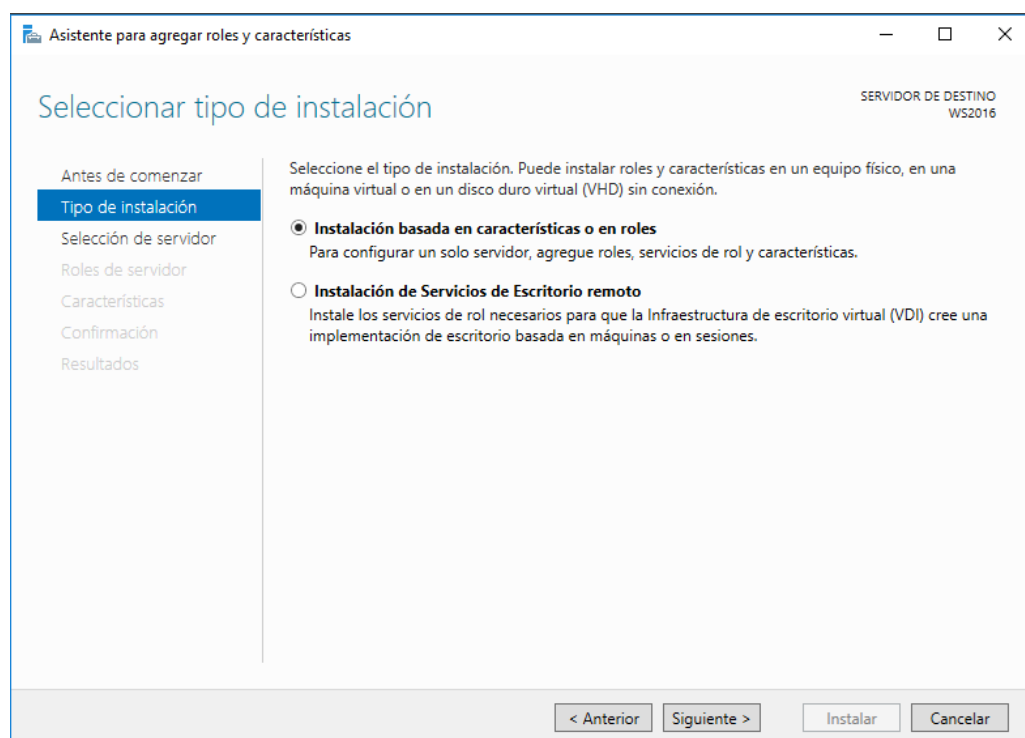 Asistente para agregar roles y características
Seleccionar tipo de instalación
SERVIDOR DE DESTINO
WS2016
Antes de comenzar
Tipo de instalación
Selección de servidor
Roles de servidor
Características
Confirmación
Resultados
Seleccione el tipo de instalación. Puede instalar roles y características en un equipo físico, en una
máquina virtual o en un disco duro virtual (VHD) sin conexión.
Instalación basada en características o en roles
Para configurar un solo servidor, agregue roles, servicios de rol y características.
Instalación de Servicios de Escritorio remoto
Instale los servicios de rol necesarios para que la Infraestructura de escritorio virtual (VDI) cree una
implementación de escritorio basada en máquinas o en sesiones.
< Anterior
Siguiente >
Instalar
Cancelar